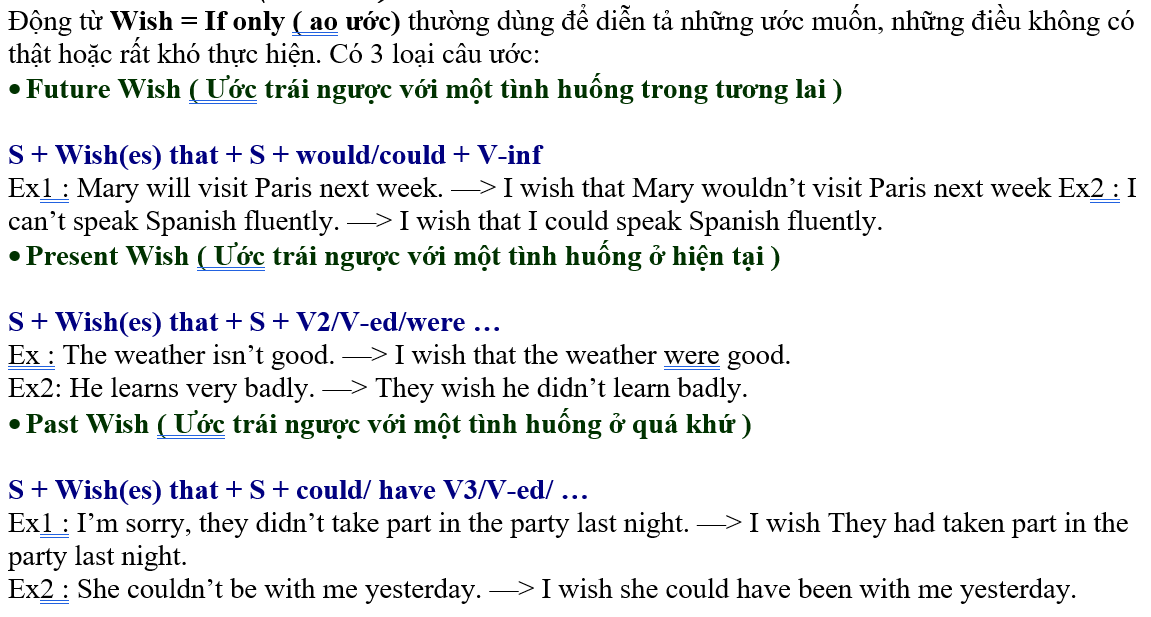 Động từ Wish = If only ( ao ước) thường dùng để diễn tả những ước muốn, những điều không có
thật hoặc rất khó thực hiện. Có 3 loại câu ước:
• Future Wish ( Ước trái ngược với một tình huống trong tương lai )
S + Wish(es) that + S + would/could + V-inf
Ex1 : Mary will visit Paris next week. —> I wish that Mary wouldn’t visit Paris next week Ex2 : I
can’t speak Spanish fluently. —> I wish that I could speak Spanish fluently.
• Present Wish ( Ước trái ngược với một tình huống ở hiện tại )
S + Wish(es) that + S + V2/V-ed/were …
Ex : The weather isn’t good. —> I wish that the weather were good.
Ex2: He learns very badly. —> They wish he didn’t learn badly.
• Past Wish ( Ước trái ngược với một tình huống ở quá khứ )
S + Wish(es) that + S + could/ have V3/V-ed/ …
Ex1 : I’m sorry, they didn’t take part in the party last night. —> I wish They had taken part in the
party last night.
Ex2 : She couldn’t be with me yesterday. —> I wish she could have been with me yesterday.